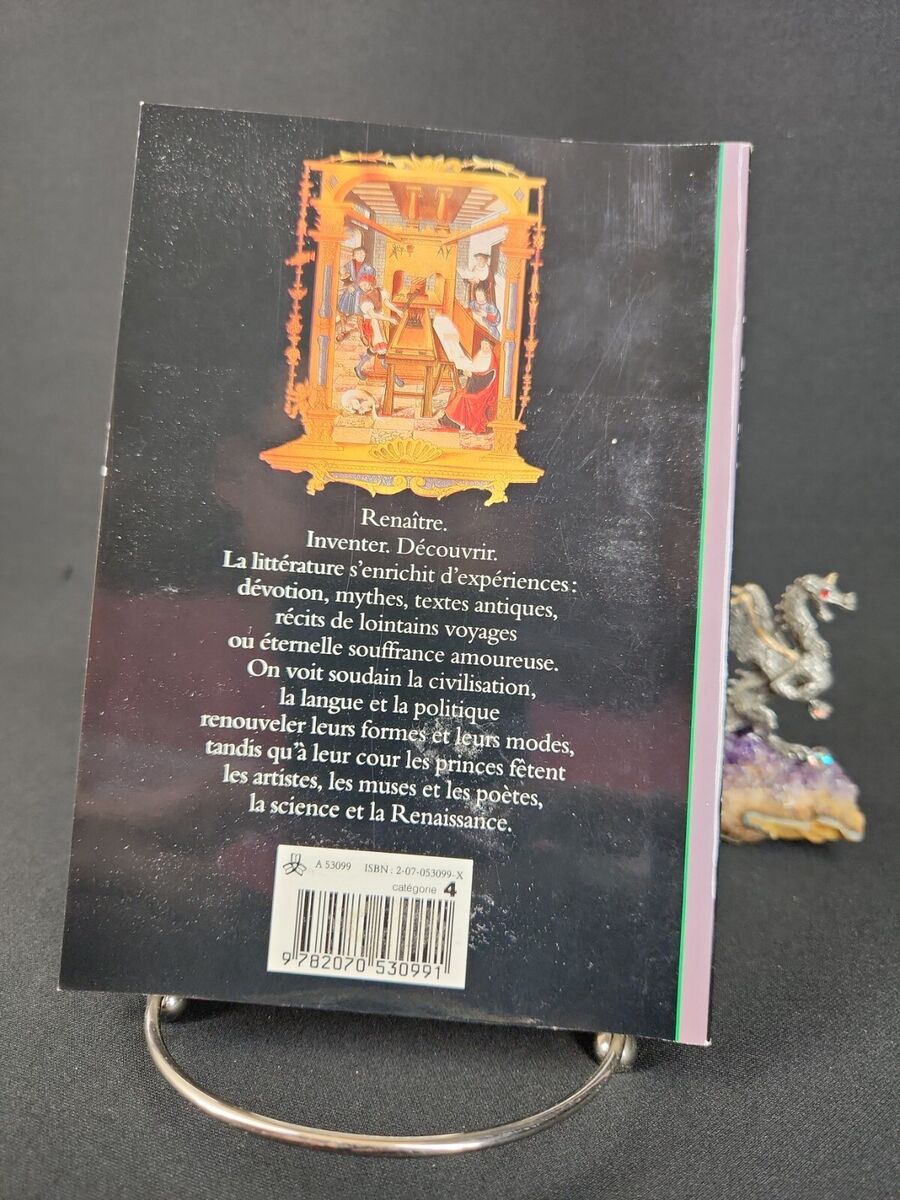 Renaître.
Inventer. Découvrir.
La littérature s'enrichit d'expériences :
dévotion, mythes, textes antiques,
récits de lointains voyages
ou éternelle souffrance amoureuse.
On voit soudain la civilisation,
la langue et la politique
renouveler leurs formes et leurs modes,
tandis qu'à leur cour les princes fêtent
les artistes, les muses et les poètes,
la science et la Renaissance.
A 53099 ISBN : 2-07-053099-X
catégorie 4
9 782070 530991